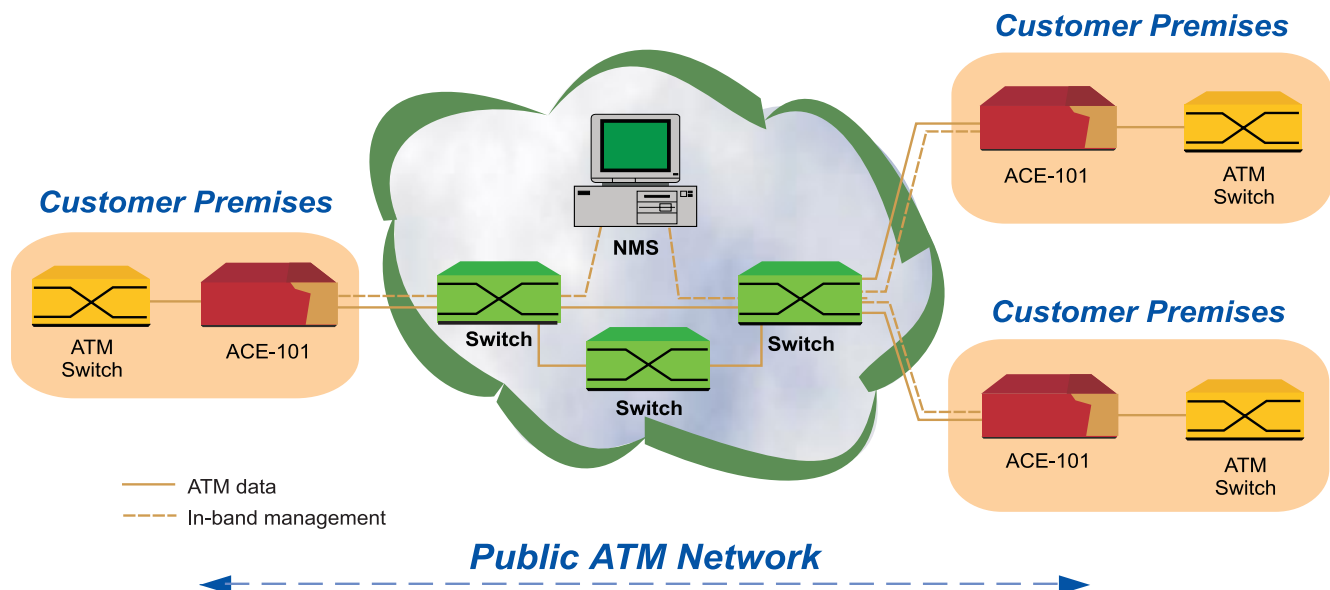 Customer Premises
ACE-101
ATM
Switch
Customer Premises
ATM
Switch
ACE-101
NMS
Switch
Switch
Switch
Customer Premises
ACE-101
ATM
Switch
ATM data
In-band management
Public ATM Network